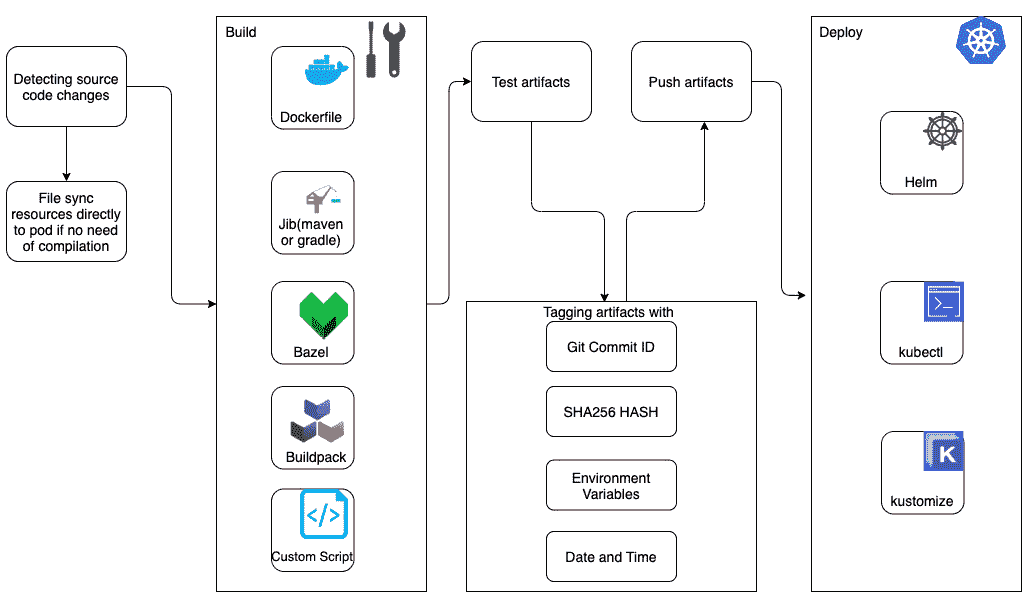 Detecting source
code changes
File sync
resources directly
to pod if no need
of compilation
Build
Dockerfile
Jib(maven
or gradle)
Bazel
Buildpack
</>
Custom Script
Test artifacts
Push artifacts
Tagging artifacts with
Git Commit ID
SHA256 HASH
Environment
Variables
Date and Time
Deploy
Helm
>_
kubectl
K
kustomize